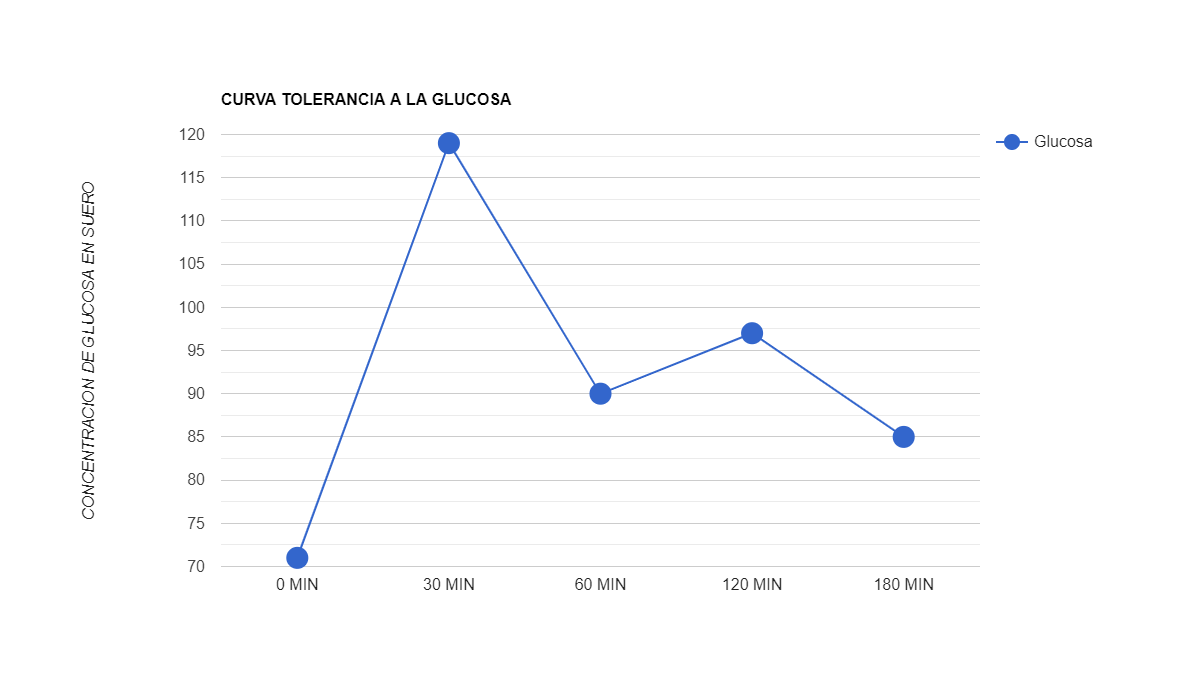 CURVA TOLERANCIA A LA GLUCOSA
Glucosa
CONCENTRACION DE GLUCOSA EN SUERO
120
115
110
105
100
95
90
85
80
75
70
0 MIN
30 MIN
60 MIN
120 MIN
180 MIN